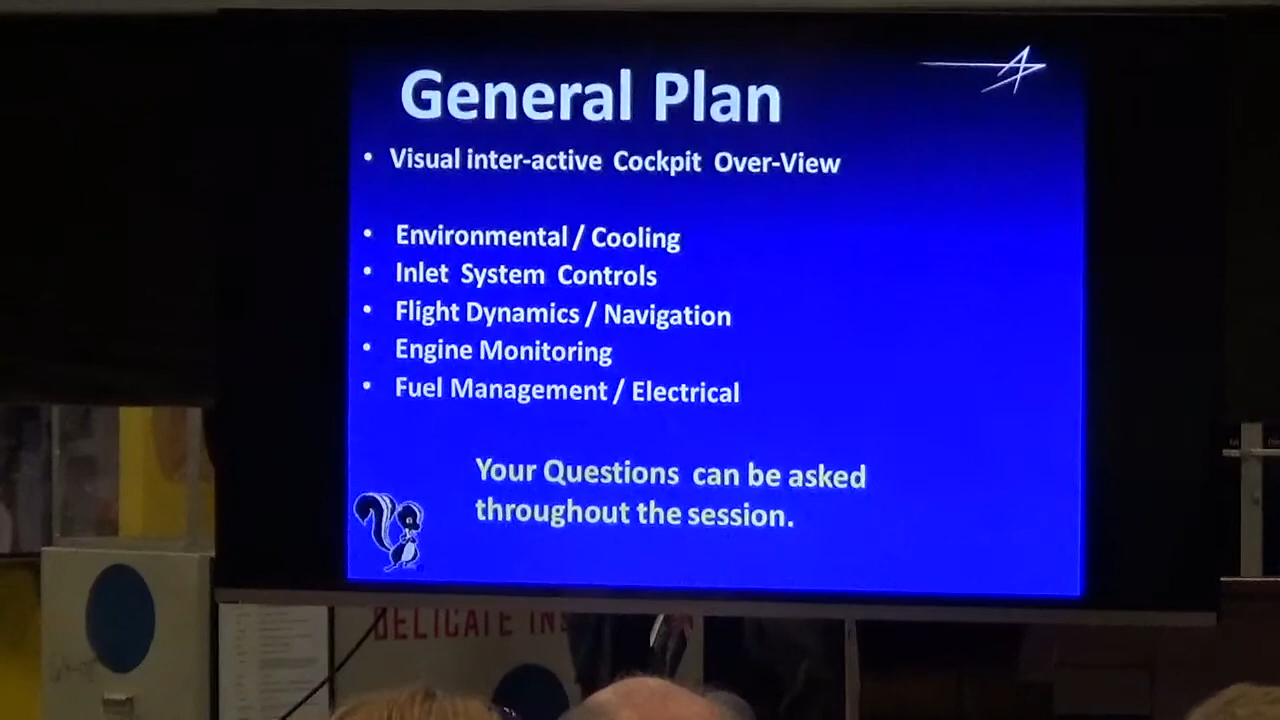 General Plan
• Visual inter-active Cockpit Over-View
• Environmental / Cooling
• Inlet System Controls
• Flight Dynamics / Navigation
• Engine Monitoring
• Fuel Management / Electrical
Your Questions can be asked
throughout the session.
DELICATE